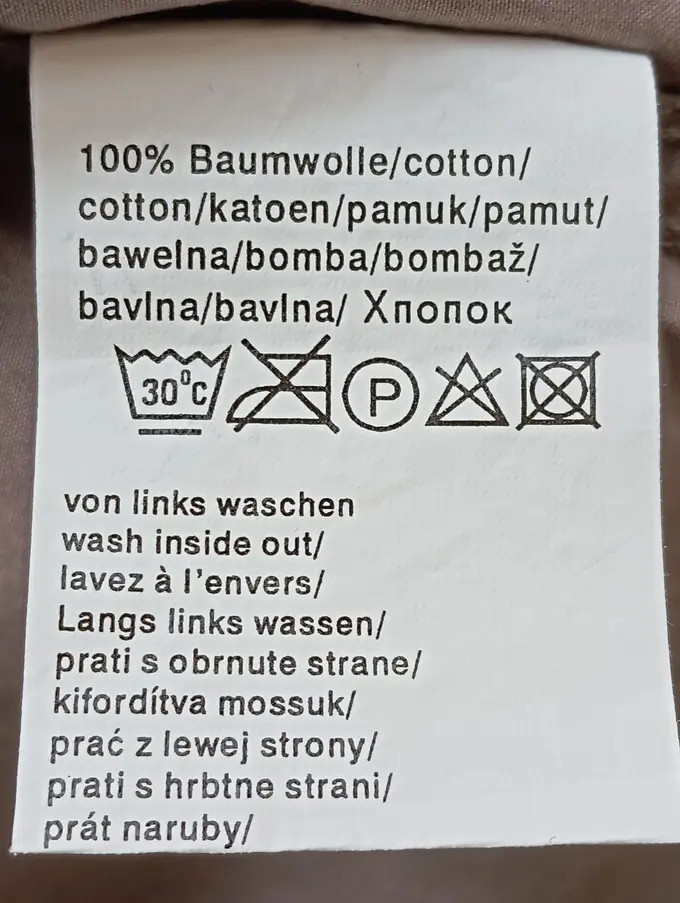 100% Baumwolle/cotton/
cotton/katoen/pamuk/pamut/
bawelna/bomba/bombaž/
bavlna/bavlna/ Хпопок
30°C P
von links waschen
wash inside out/
lavez à l'envers/
Langs links wassen/
prati s obrnute strane/
kifordítva mossuk/
prać z lewej strony/
prati s hrbtne strani/
prát naruby/